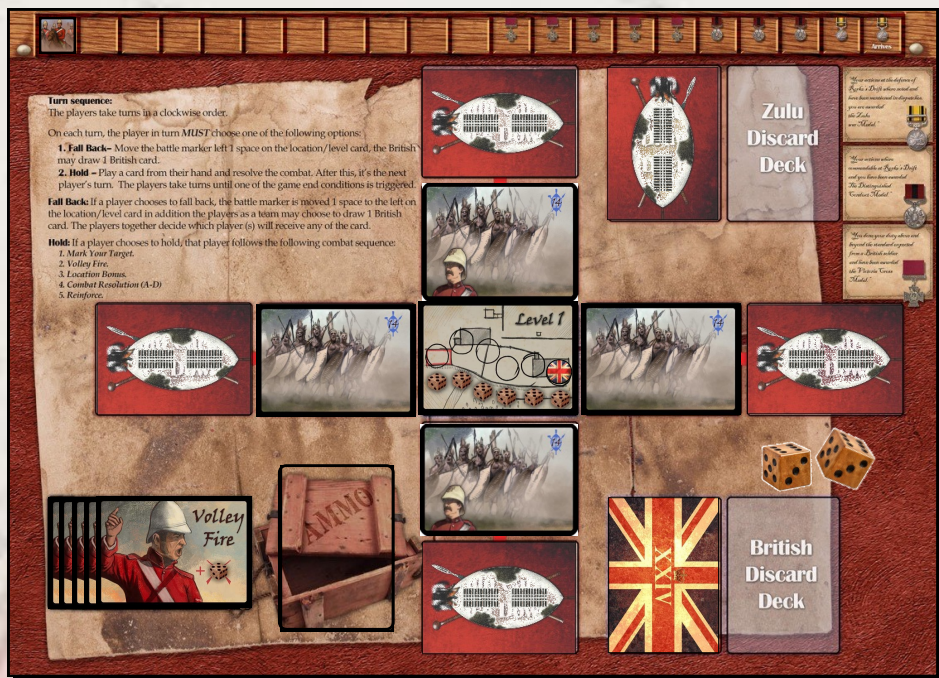 Arrives
Turn sequence:
The players take turns in a clockwise order.
On each turn, the player in turn MUST choose one of the following options:
1. Fall Back– Move the battle marker left 1 space on the location/level card, the British
may draw 1 British card.
2. Hold – Play a card from their hand and resolve the combat. After this, it's the next
player's turn. The players take turns until one of the game end conditions is triggered.
Fall Back: If a player chooses to fall back, the battle marker is moved 1 space to the left on
the location/level card in addition the players as a team may choose to draw 1 British
card. The players together decide which player (s) will receive any of the card.
Hold: If a player chooses to hold; that player follows the following combat sequence:
1. Mark Your Target.
2. Volley Fire.
3. Location Bonus.
4. Combat Resolution (A-D)
5. Reinforce.
Zulu
Discard
Deck
Level 1
Volley
Fire
+
AMMO
XXIV
British
Discard
Deck